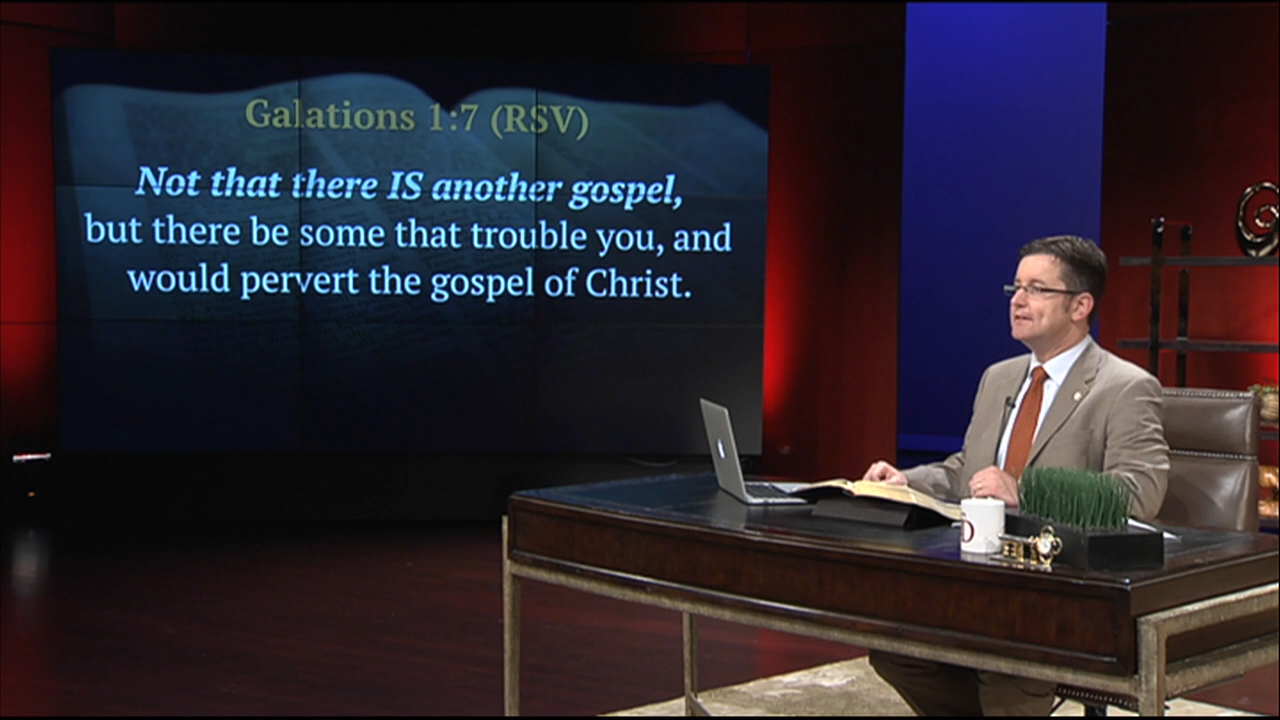 Galations 1:7 (RSV)
Not that there IS another gospel,
but there be some that trouble you, and
would pervert the gospel of Christ.